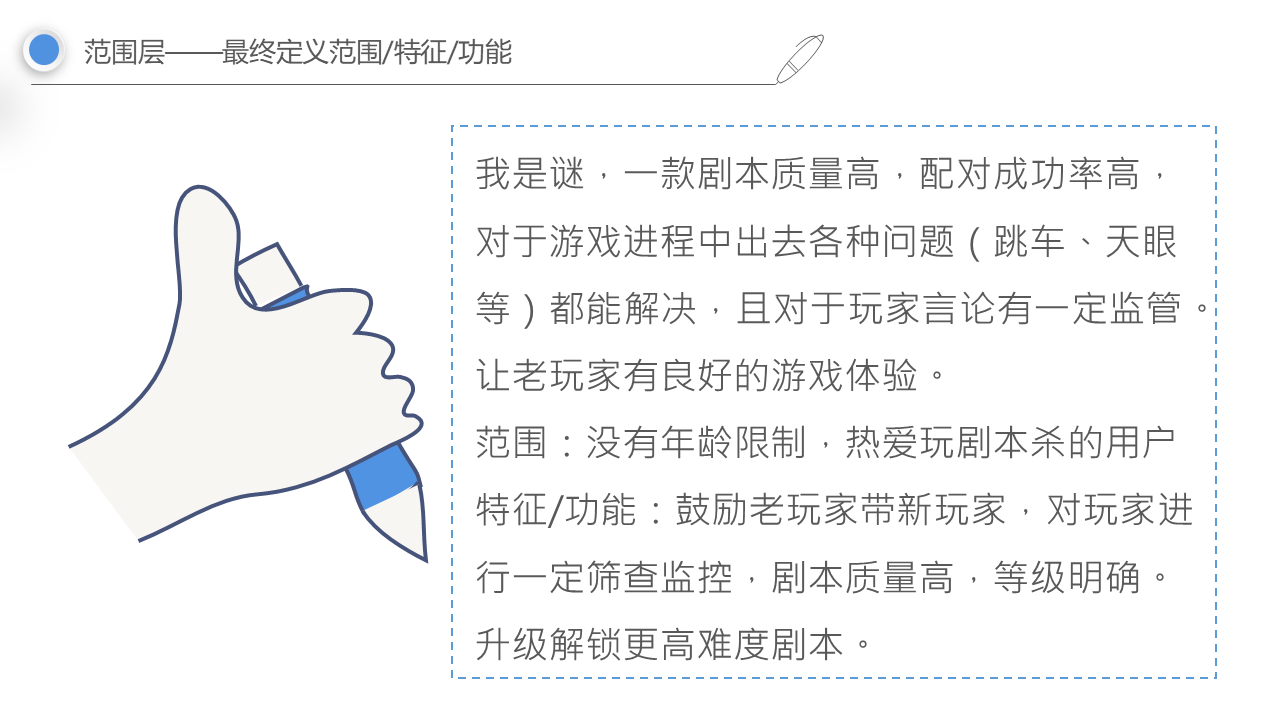 范围层——最终定义范围/特征/功能
我是谜，一款剧本质量高，配对成功率高，
对于游戏进程中出去各种问题（跳车、天眼
等）都能解决，且对于玩家言论有一定监管。
让老玩家有良好的游戏体验。
范围：没有年龄限制，热爱玩剧本杀的用户
特征/功能：鼓励老玩家带新玩家，对玩家进
行一定筛查监控，剧本质量高，等级明确。
升级解锁更高难度剧本。